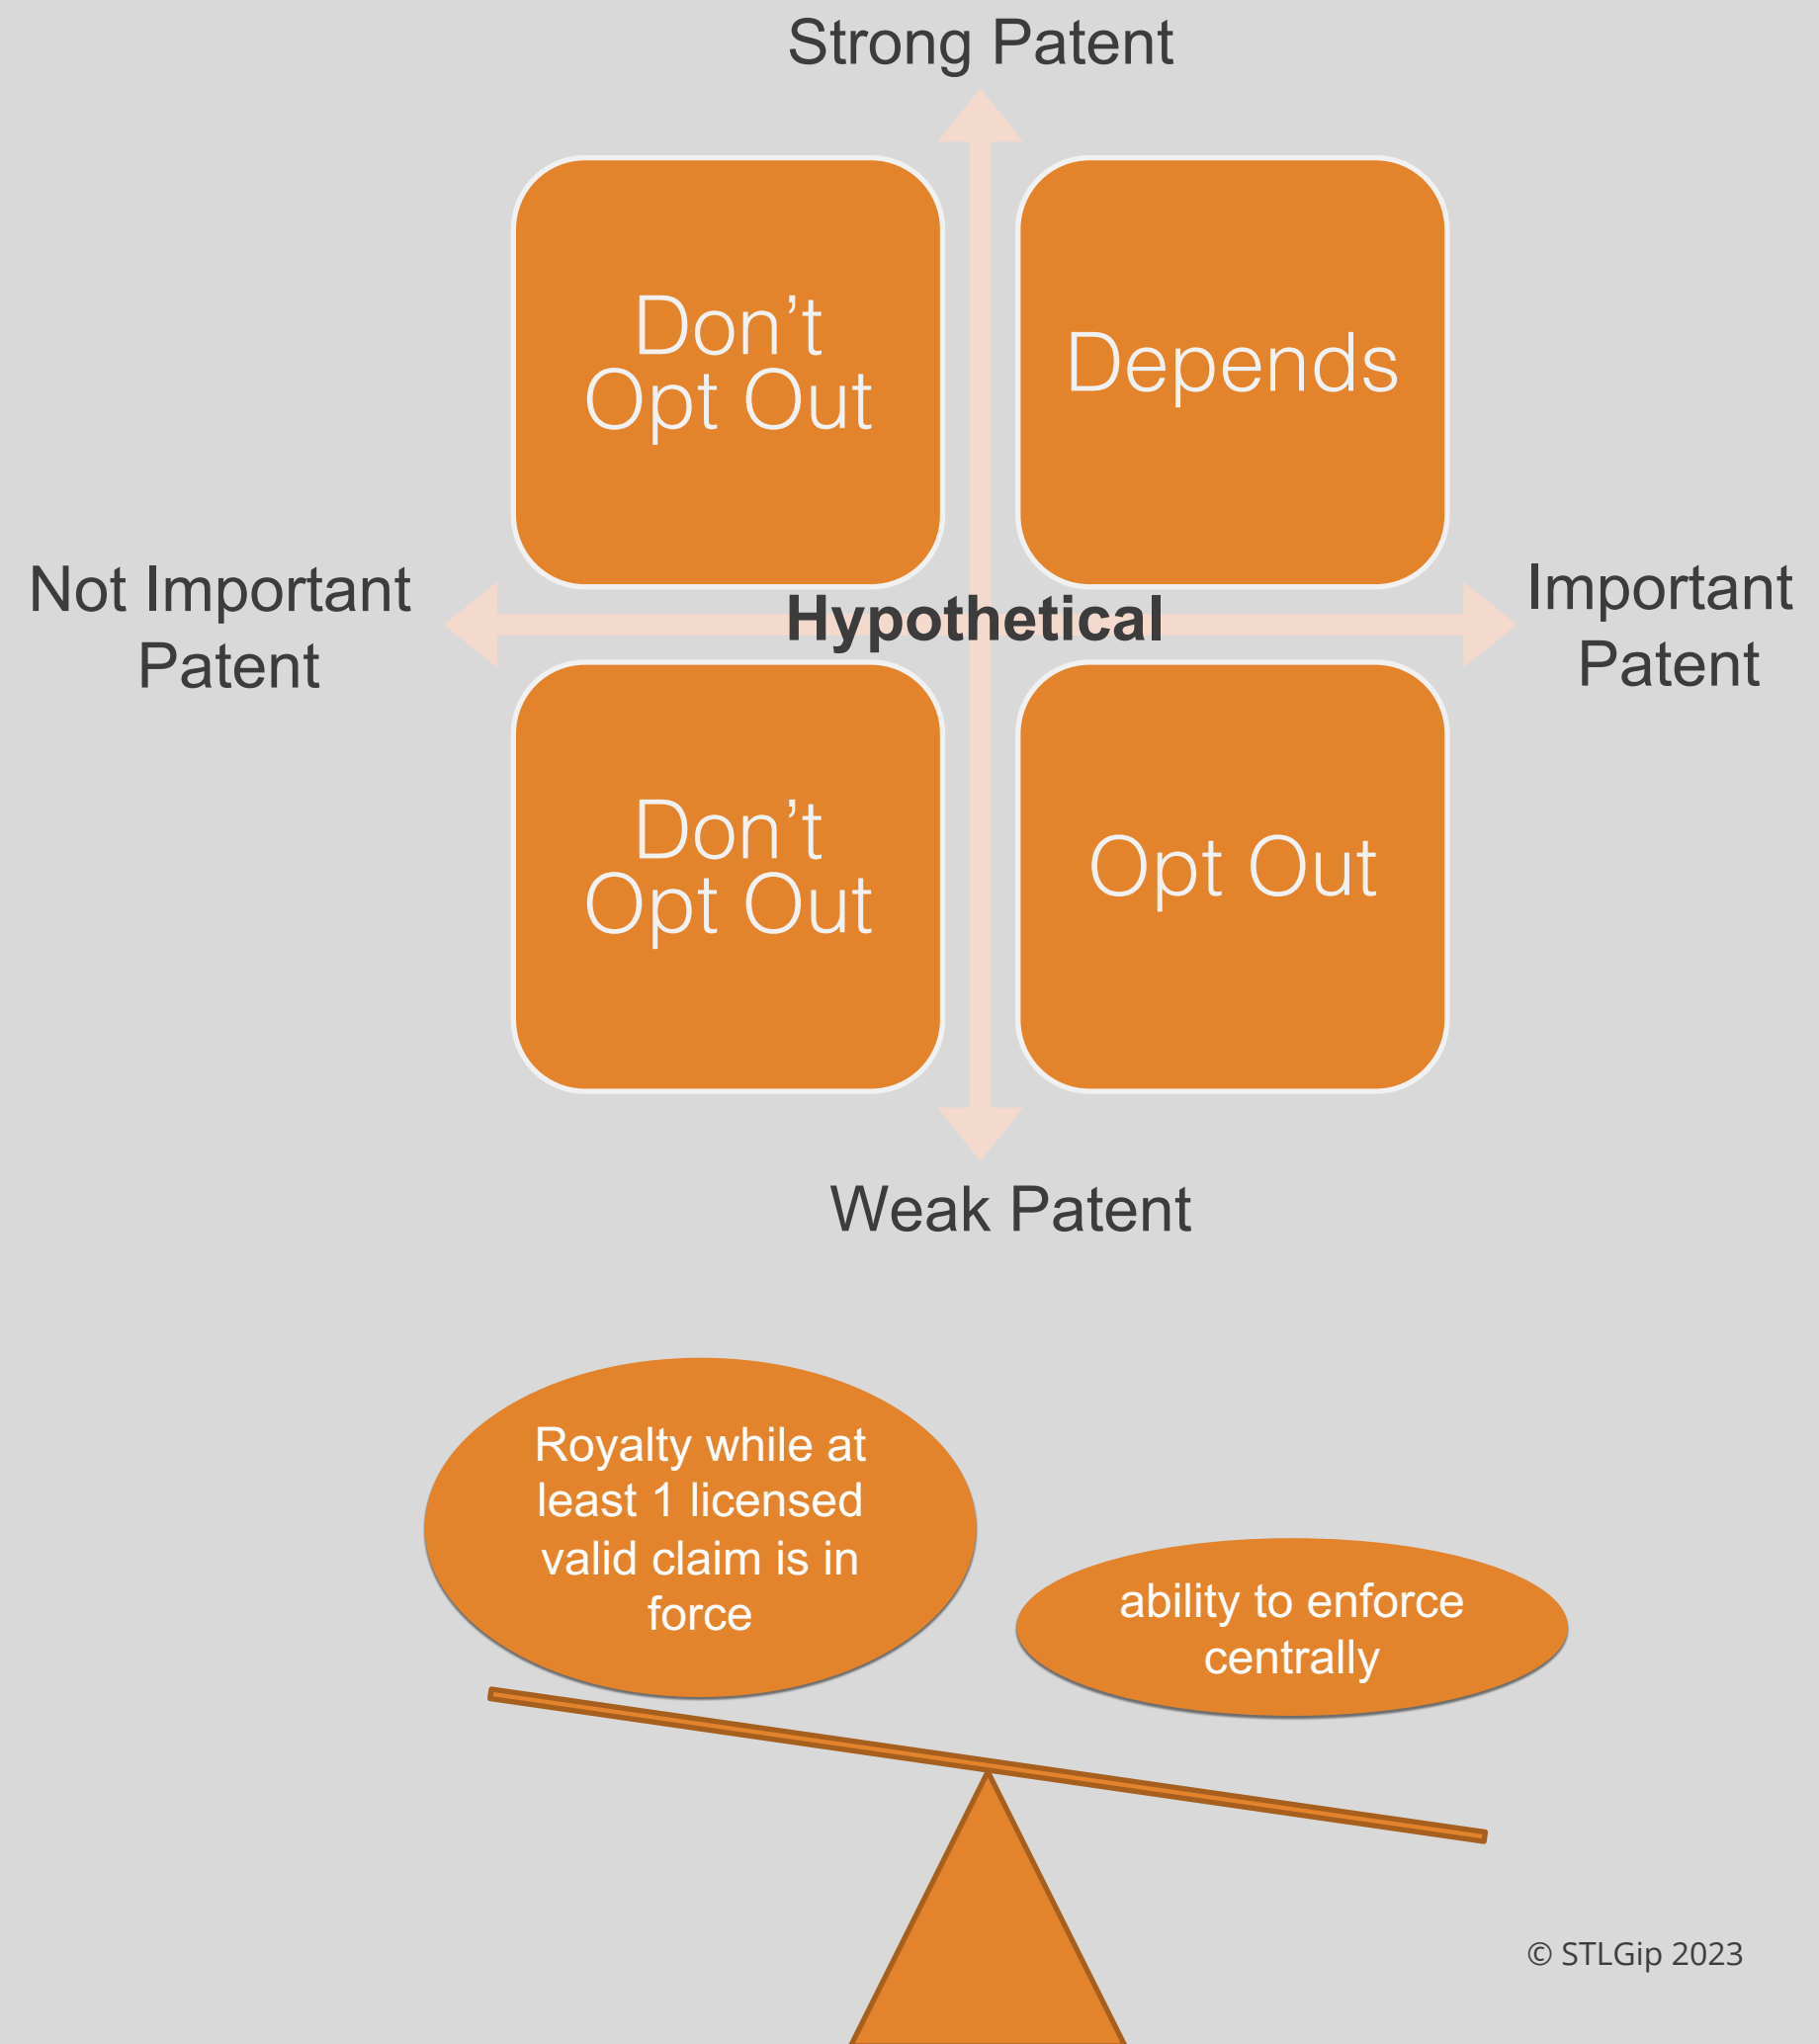 Strong Patent
Don’t
Opt Out
Depends
Not Important
Patent
Hypothetical
Important
Patent
Don’t
Opt Out
Opt Out
Weak Patent
Royalty while at
least 1 licensed
valid claim is in
force
ability to enforce
centrally
© STLGip 2023